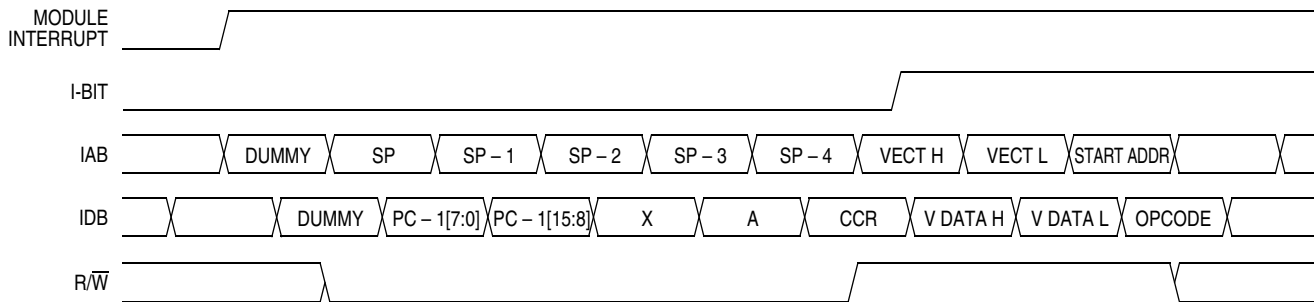 MODULE
INTERRUPT
I-BIT
IAB DUMMY SP SP – 1 SP – 2 SP – 3 SP – 4 VECT H VECT L START ADDR
IDB DUMMY PC – 1[7:0] PC – 1[15:8] X A CCR V DATA H V DATA L OPCODE
R/W̅